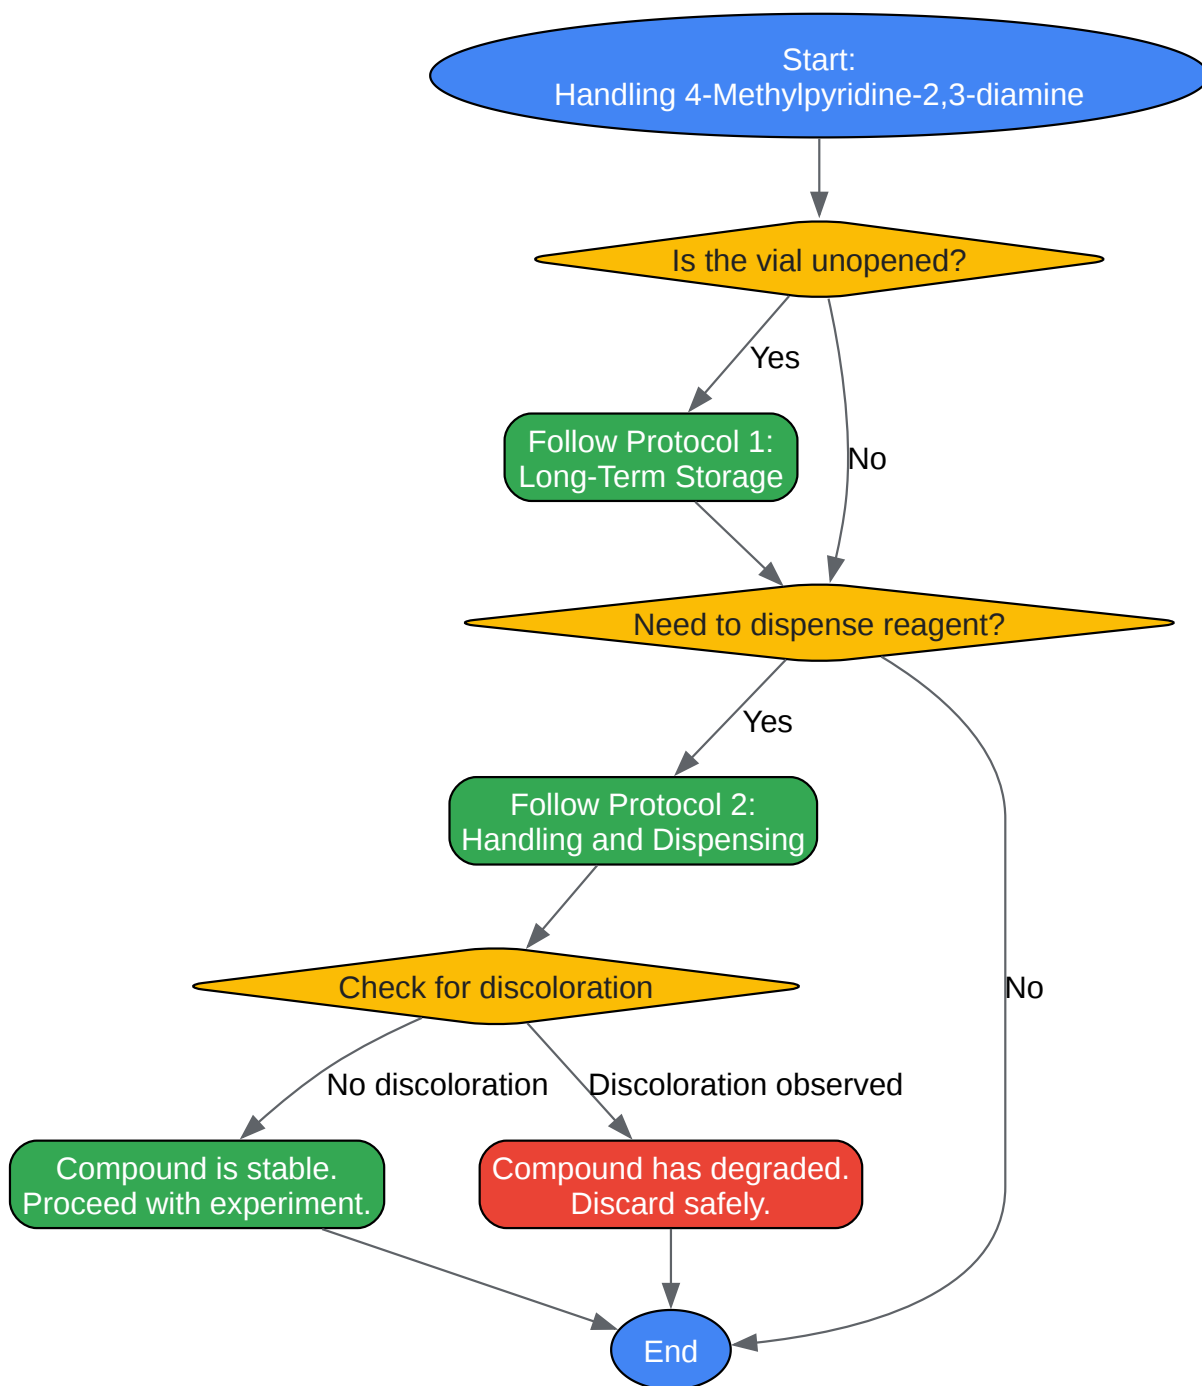 Start:
Handling 4-Methylpyridine-2,3-diamine
Is the vial unopened?
Yes
Follow Protocol 1:
Long-Term Storage
No
Need to dispense reagent?
Yes
Follow Protocol 2:
Handling and Dispensing
Check for discoloration
No
No discoloration
Discoloration observed
Compound is stable.
Proceed with experiment.
Compound has degraded.
Discard safely.
End